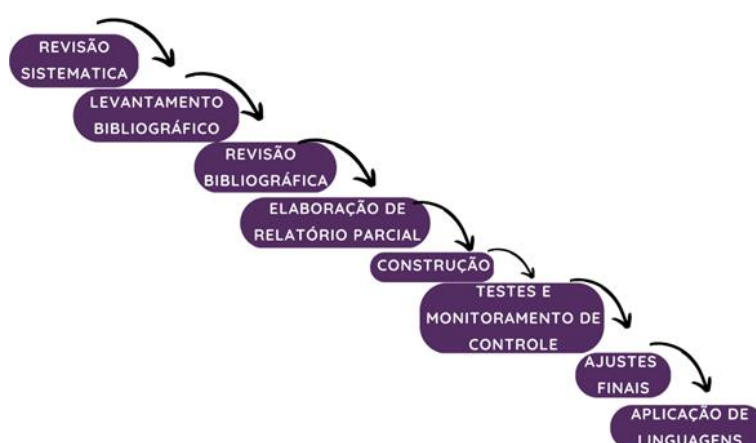 REVISÃO
SISTEMATICA
LEVANTAMENTO
BIBLIOGRÁFICO
REVISÃO
BIBLIOGRÁFICA
ELABORAÇÃO DE
RELATÓRIO PARCIAL
CONSTRUÇÃO
TESTES E
MONITORAMENTO DE
CONTROLE
AJUSTES
FINAIS
APLICAÇÃO DE
LINGUAGENS